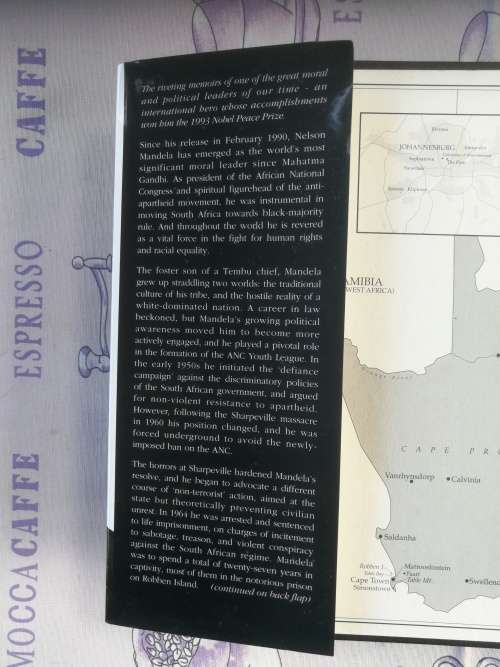 The riveting memoirs of one of the great moral
and political leaders of our time - an
international hero whose accomplishments
won him the 1993 Nobel Peace Prize.
Since his release in February 1990, Nelson
Mandela has emerged as the world's most
significant moral leader since Mahatma
Gandhi. As president of the African National
Congress and spiritual figurehead of the anti-
apartheid movement, he was instrumental in
moving South Africa towards black-majority
rule. And throughout the world he is revered
as a vital force in the fight for human rights
and racial equality.
The foster son of a Tembu chief, Mandela
grew up straddling two worlds: the traditional
culture of his tribe, and the hostile reality of a
white-dominated nation. A career in law
beckoned, but Mandela's growing political
awareness moved him to become more
actively engaged, and he played a pivotal role
in the formation of the ANC Youth League. In
the early 1950s he initiated the 'defiance
campaign' against the discriminatory policies
of the South African government, and argued
for non-violent resistance to apartheid.
However, following the Sharpeville massacre
in 1960 his position changed, and he was
forced underground to avoid the newly-
imposed ban on the ANC.
The horrors at Sharpeville hardened Mandela's
resolve, and he began to advocate a different
course of 'non-terrorist' action, aimed at the
state but theoretically preventing civilian
unrest. In 1964 he was arrested and sentenced
to life imprisonment, on charges of incitement
to sabotage, treason, and violent conspiracy
against the South African régime. Mandela
was to spend a total of twenty-seven years in
captivity, most of them in the notorious prison
on Robben Island. (continued on back flap)
JOHANNESBURG
AMIBIA
WEST AFRICA)
CAPE PRO
Vanrhynsdorp
Calvinia
Saldanha
Robben I.
Matroosfontein
Cape Town
Table Mt.
Simonstown
Swellend
MOCCA CAFFE
ESPRESSO
CAFFE
ESP